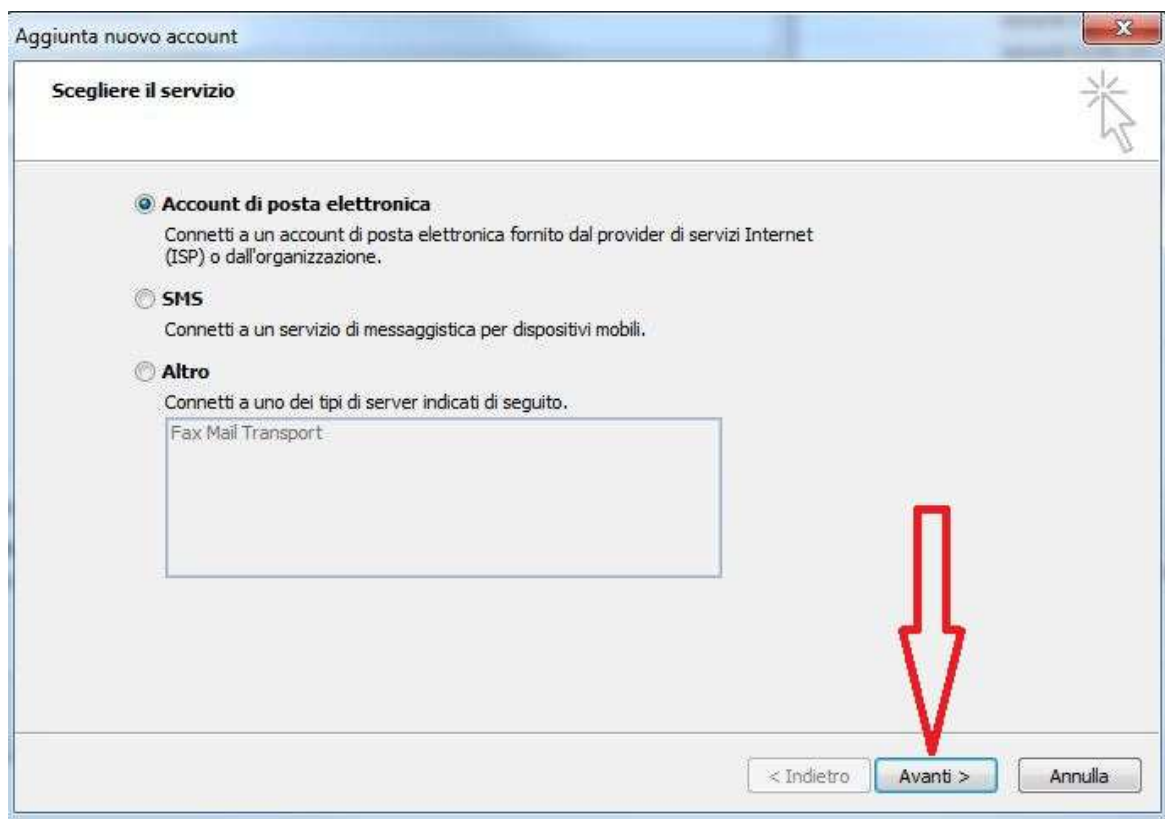 Aggiunta nuovo account
Scegliere il servizio
Account di posta elettronica
Connetti a un account di posta elettronica fornito dal provider di servizi Internet
(ISP) o dall'organizzazione.
SMS
Connetti a un servizio di messaggistica per dispositivi mobili.
Altro
Connetti a uno dei tipi di server indicati di seguito.
Fax Mail Transport
< Indietro
Avanti >
Annulla